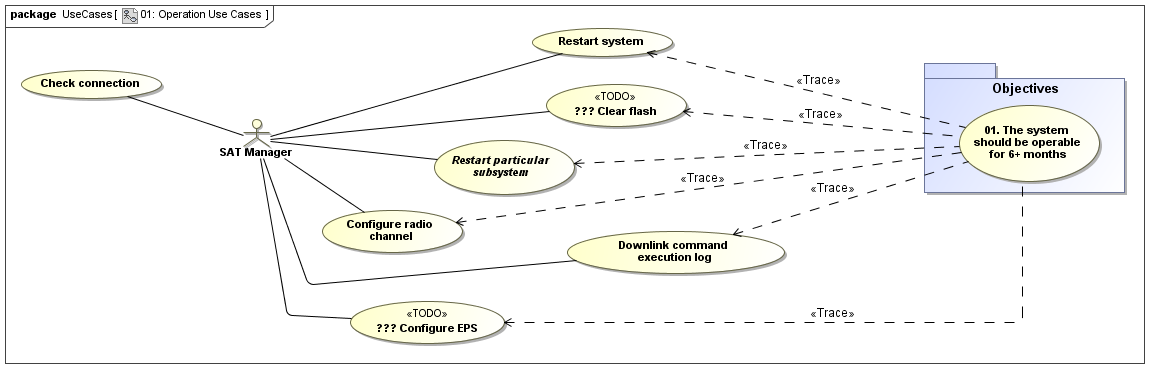 package UseCases [ 01: Operation Use Cases ]
Restart system
Check connection
«Trace»
Objectives
«TODO»
??? Clear flash
«Trace»
01. The system
should be operable
for 6+ months
SAT Manager
Restart particular
subsystem
«Trace»
«Trace»
«Trace»
Configure radio
channel
Downlink command
execution log
«TODO»
??? Configure EPS
«Trace»